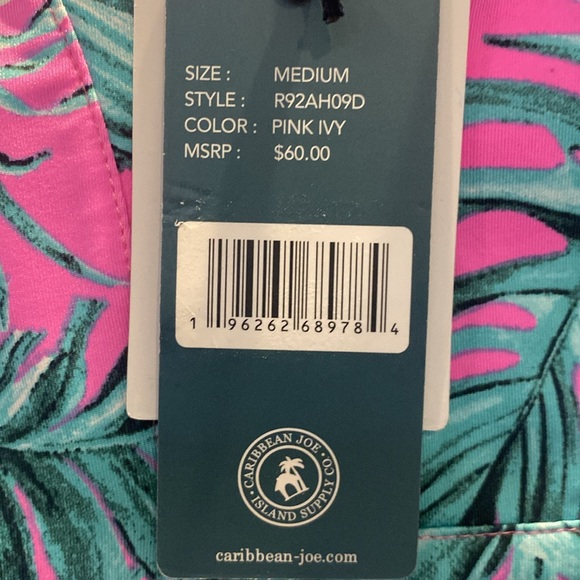 SIZE : MEDIUM
STYLE : R92AH09D
COLOR : PINK IVY
MSRP : $60.00
1 96262 68978 4
CARIBBEAN JOE · ISLAND SUPPLY CO. ·
caribbean-joe.com